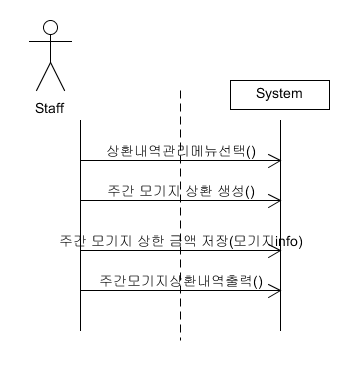 Staff
System
상환내역관리메뉴선택()
주간 모기지 상환 생성()
주간 모기지 상한 금액 저장(모기지info)
주간모기지상환내역출력()